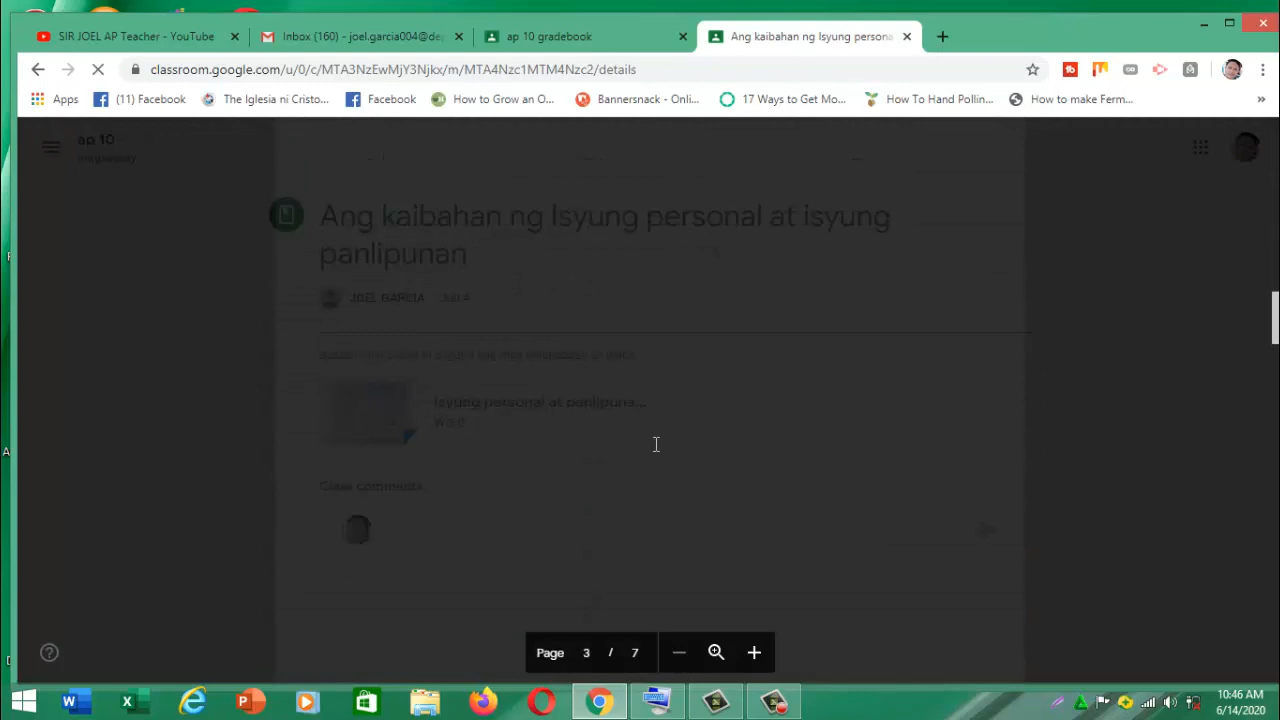 SIR JOEL AP Teacher - YouTube
Inbox (160) - joel.garcia004@de
ap 10 gradebook
Ang kaibahan ng Isyung persona
classroom.google.com/u/0/c/MTA3NzEwMjY3Njkx/m/MTA4Nzc1MTM4Nzc2/details
Apps
(11) Facebook
The Iglesia ni Cristo...
Facebook
How to Grow an O...
Bannersnack - Onli...
17 Ways to Get Mo...
How To Hand Pollin...
How to make Ferm...
ap 10
Ang kaibahan ng Isyung personal at isyung
panlipunan
JOEL GARCIA Jun 4
Isyung personal at panlipuna...
Word
Class comments
Page 3 / 7
10:46 AM
6/14/2020